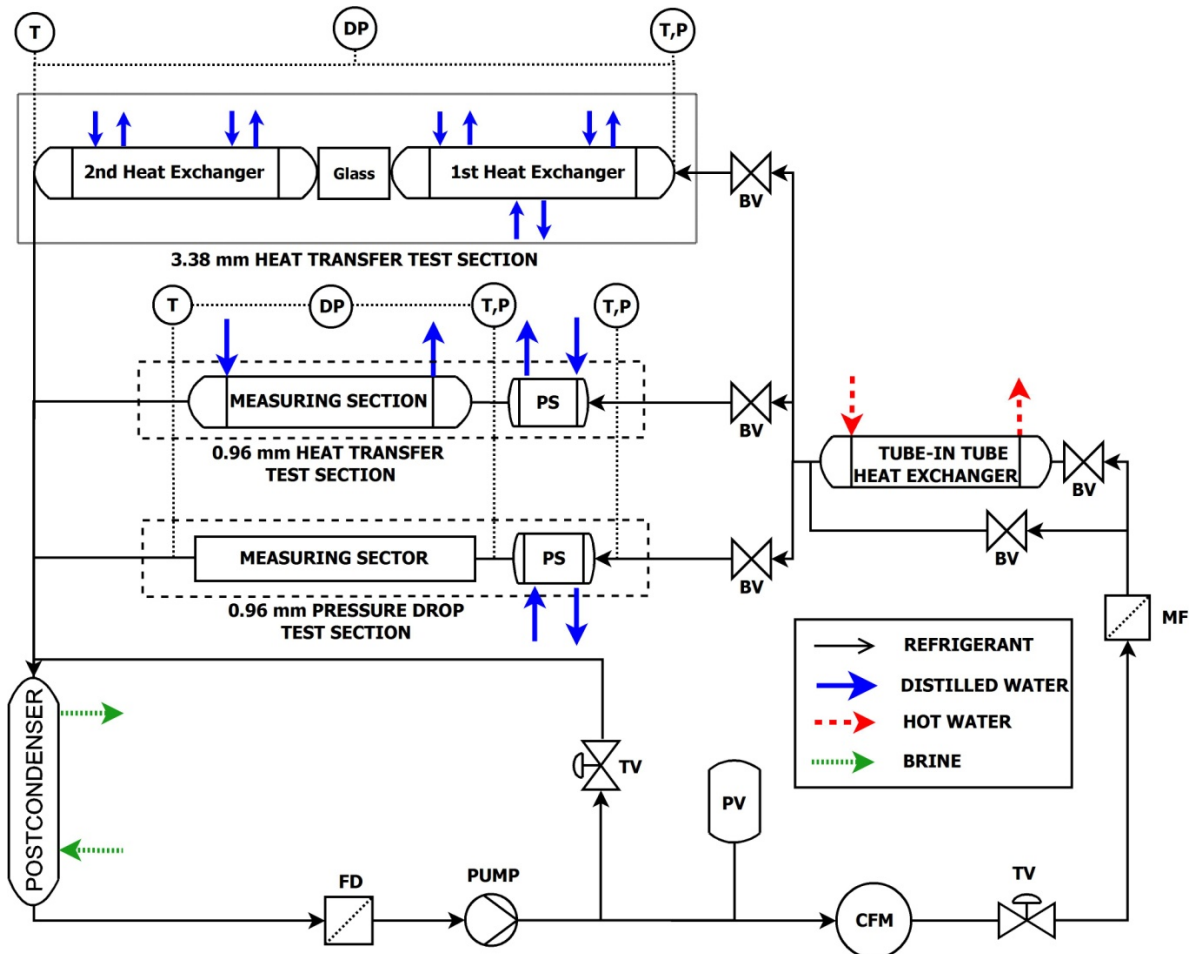 T
DP
T,P
2nd Heat Exchanger
Glass
1st Heat Exchanger
BV
3.38 mm HEAT TRANSFER TEST SECTION
T
DP
T,P
T,P
MEASURING SECTION
PS
BV
0.96 mm HEAT TRANSFER
TEST SECTION
TUBE-IN TUBE
HEAT EXCHANGER
BV
BV
MEASURING SECTOR
PS
BV
0.96 mm PRESSURE DROP
TEST SECTION
MF
REFRIGERANT
DISTILLED WATER
HOT WATER
BRINE
POSTCONDENSER
TV
PV
FD
PUMP
CFM
TV